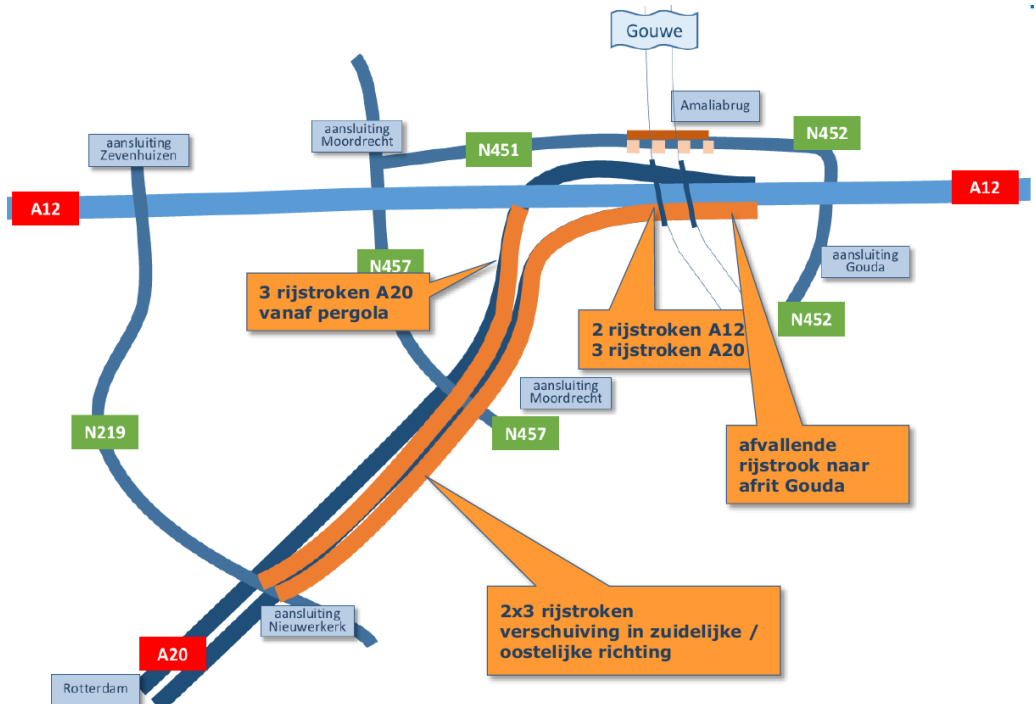 Gouwe
Amaliabrug
aansluiting
Moordrecht
aansluiting
Zevenhuizen
N451
N452
A12
A12
aansluiting
Gouda
N457
3 rijstroken A20
vanaf pergola
N452
2 rijstroken A12
3 rijstroken A20
aansluiting
Moordrecht
N219
N457
afvallende
rijstrook naar
afrit Gouda
2x3 rijstroken
verschuiving in zuidelijke /
oostelijke richting
aansluiting
Nieuwerkerk
A20
Rotterdam